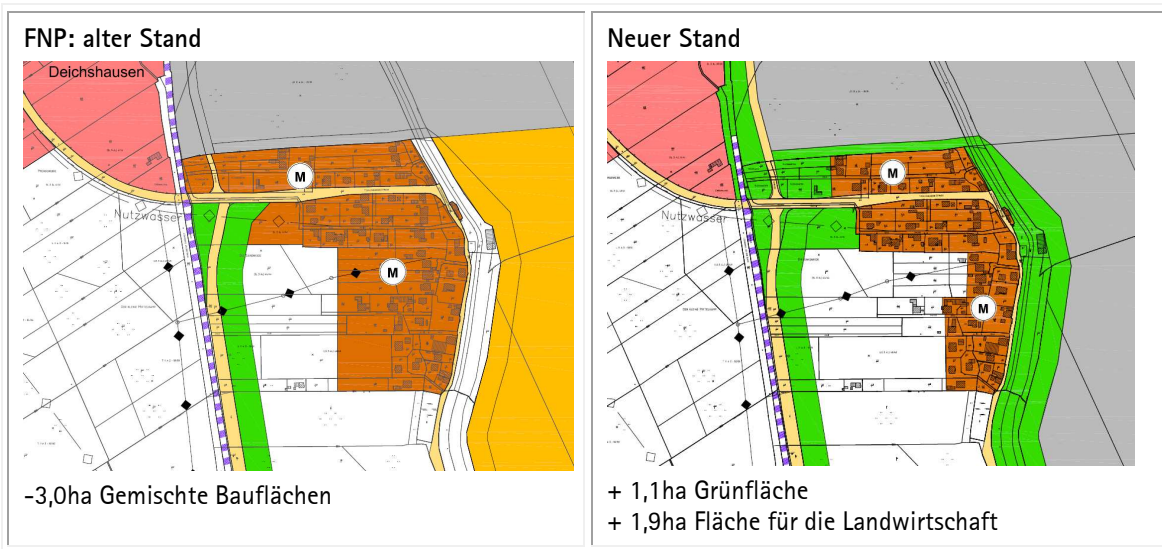 FNP: alter Stand
Deichshausen
M
Nutzwasser
M
-3,0ha Gemischte Bauflächen
Neuer Stand
M
Nutzwasser
M
+ 1,1ha Grünfläche
+ 1,9ha Fläche für die Landwirtschaft